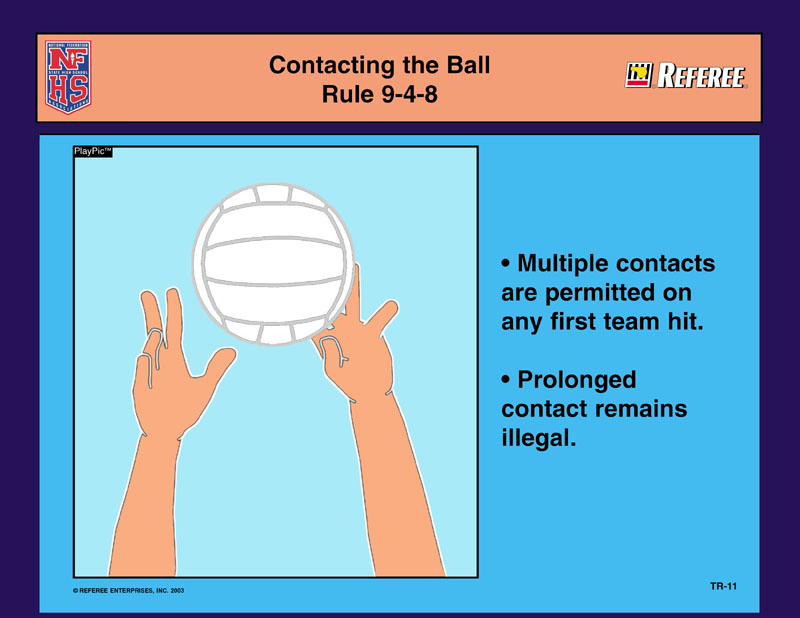 NATIONAL FEDERATION
NF
STATE HIGH SCHOOL
HS
ASSOCIATIONS
Contacting the Ball
Rule 9-4-8
REFEREE
PlayPic™
• Multiple contacts
are permitted on
any first team hit.
• Prolonged
contact remains
illegal.
© REFEREE ENTERPRISES, INC. 2003
TR-11